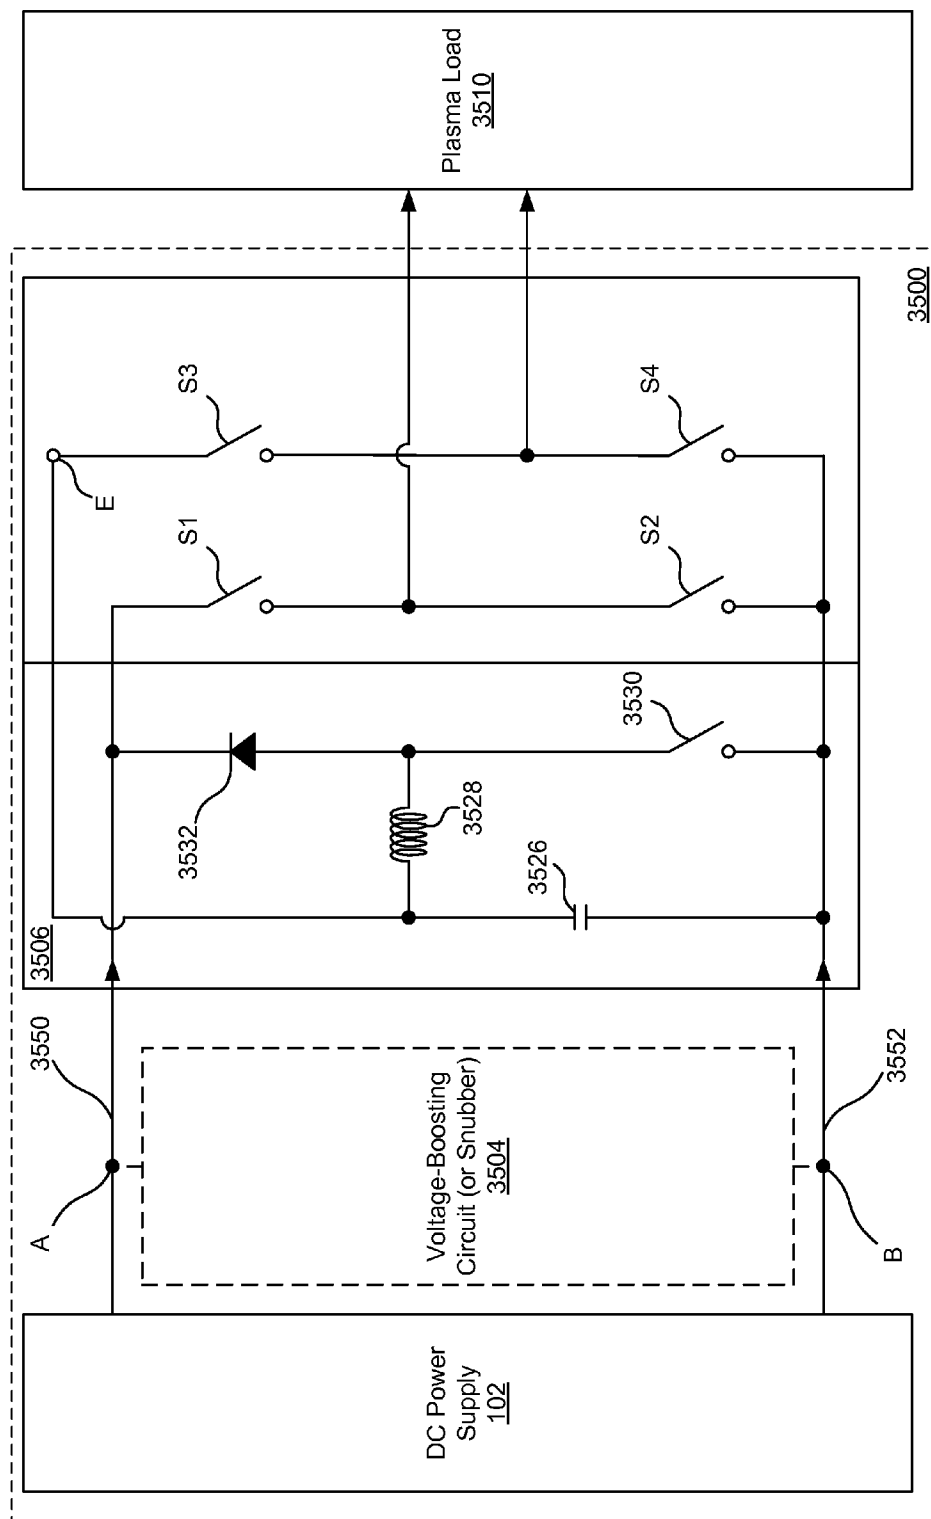 DC Power
Supply
102
A
3550
Voltage-Boosting
Circuit (or Snubber)
3504
B
3552
3506
3532
3528
3526
3530
S1
S2
E
S3
S4
3500
Plasma Load
3510